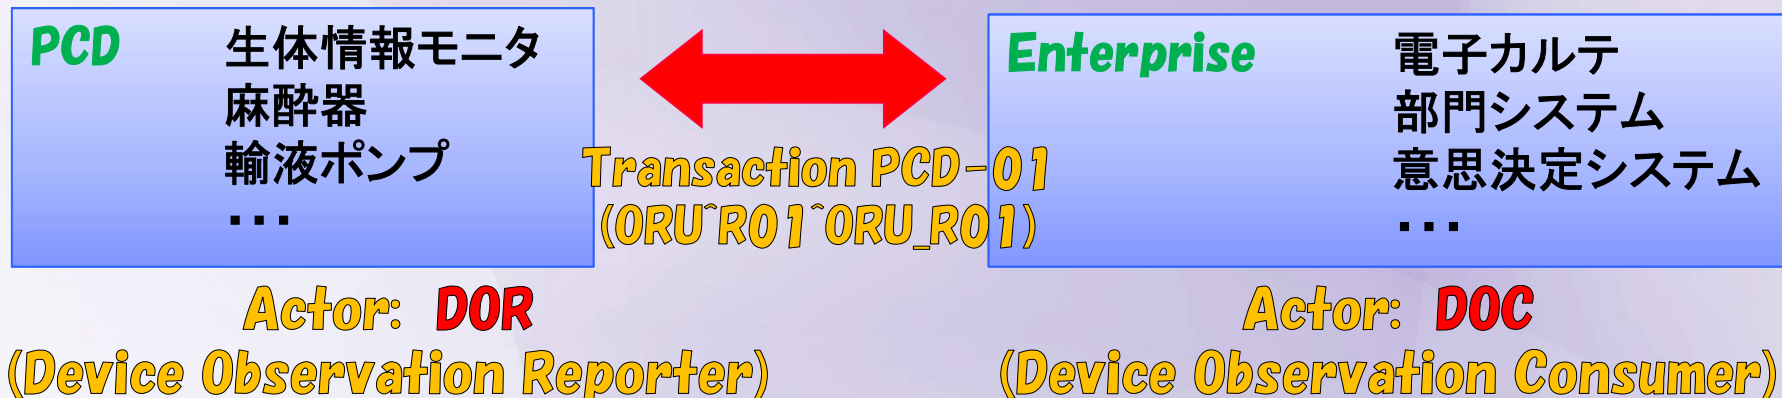 PCD 生体情報モニタ
麻酔器
輸液ポンプ
・・・
Transaction PCD-01
(ORU^R01^ORU_R01)
Enterprise 電子カルテ
部門システム
意思決定システム
・・・
Actor: DOR
(Device Observation Reporter)
Actor: DOC
(Device Observation Consumer)